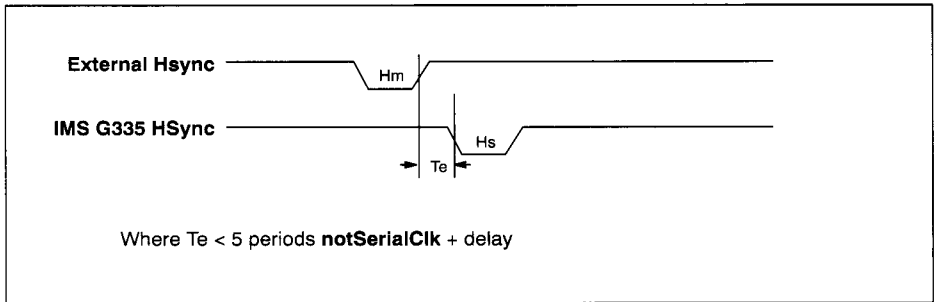 External Hsync
Hm
IMS G335 HSync
Hs
Te
Where Te < 5 periods notSerialClk + delay